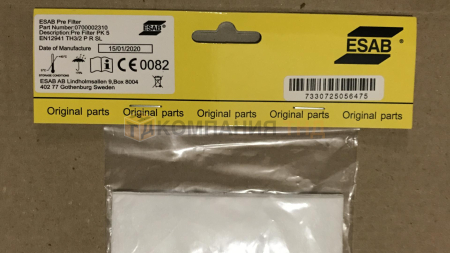 ESAB Pre Filter
Part Number:0700002310
Description:Pre Filter PK 5
EN12941 TH3/2 P R SL
Date of Manufacture 15/01/2020
CE 0082
ESAB AB Lindholmsallen 9,Box 8004
402 77 Gothenburg Sweden
ESAB
7330725056475
Original parts Original parts Original parts Original parts Original parts
ТАКОМПАНИЯ